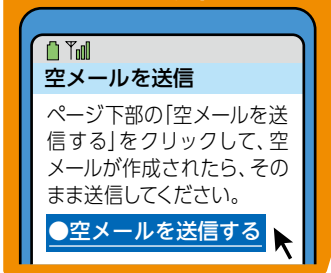 空メールを送信
ページ下部の「空メールを送
信する」をクリックして、空
メールが作成されたら、その
まま送信してください。
●空メールを送信する